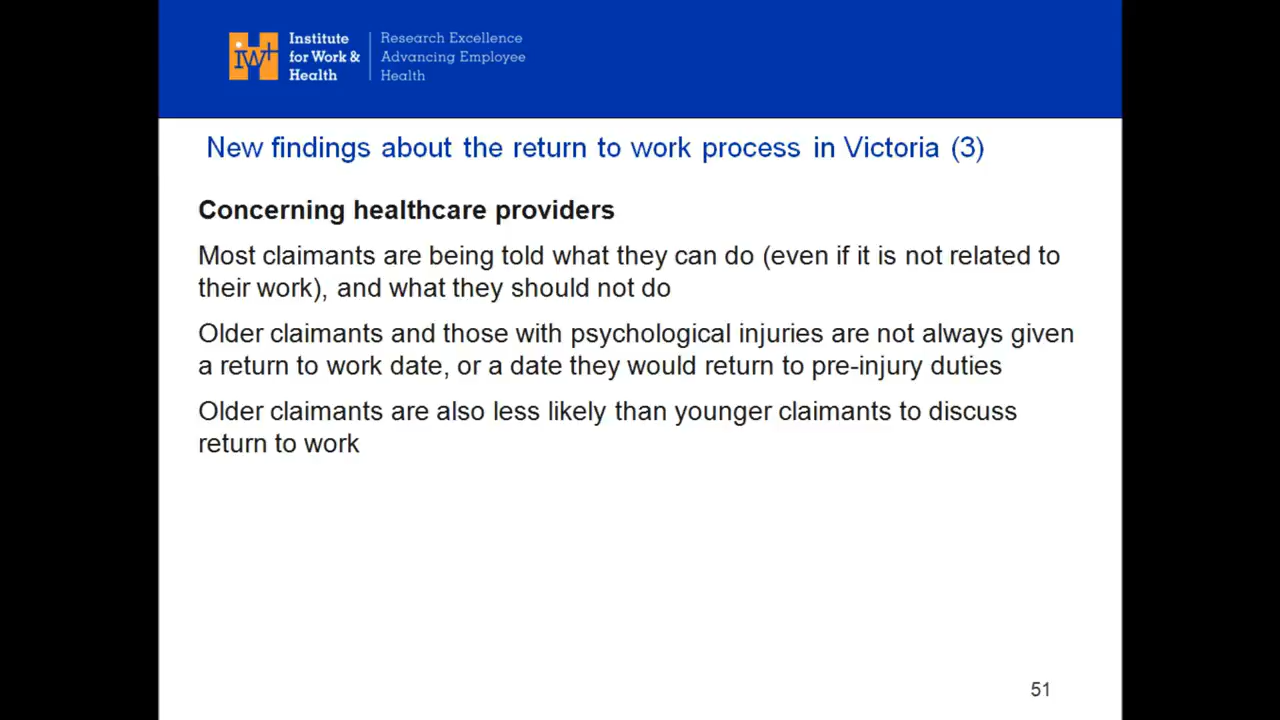 Institute
for Work &
Health
Research Excellence
Advancing Employee
Health
New findings about the return to work process in Victoria (3)
Concerning healthcare providers
Most claimants are being told what they can do (even if it is not related to
their work), and what they should not do
Older claimants and those with psychological injuries are not always given
a return to work date, or a date they would return to pre-injury duties
Older claimants are also less likely than younger claimants to discuss
return to work
51